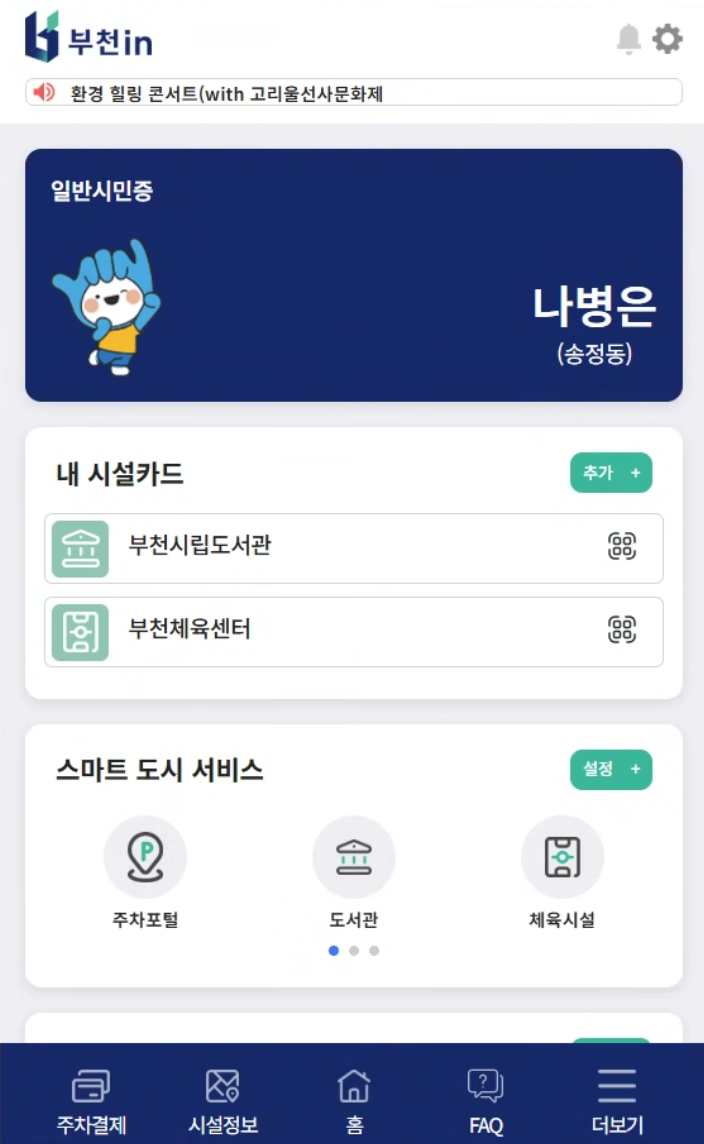 부천in
환경 힐링 콘서트(with 고리울선사문화제
일반시민증
나병은
(송정동)
내 시설카드
추가 +
부천시립도서관
부천체육센터
스마트 도시 서비스
설정 +
P
주차포털
도서관
체육시설
?
주차결제
시설정보
홈
FAQ
더보기